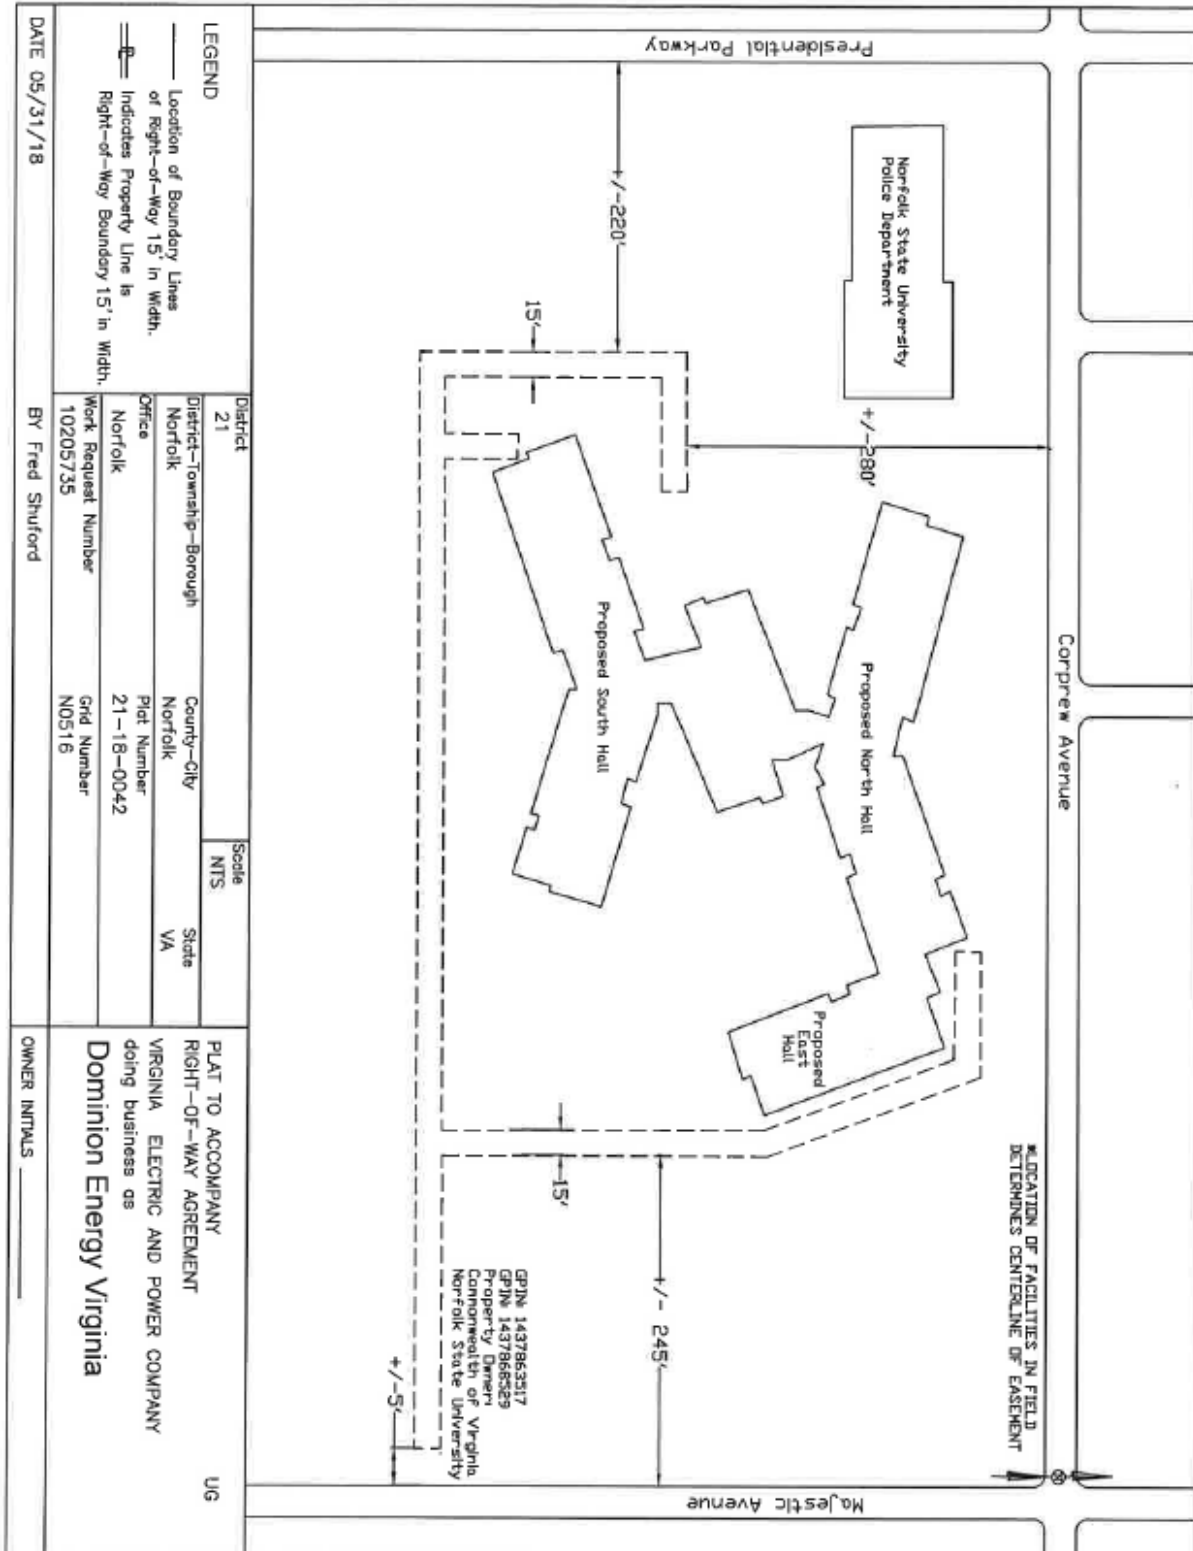 Presidential Parkway
Corprew Avenue
Majestic Avenue
Norfolk State University
Police Department
+/-220'
+/-280'
15'
Proposed North Hall
Proposed South Hall
Proposed
East
Hall
15'
+/- 245'
+/-5'
*LOCATION OF FACILITIES IN FIELD
DETERMINES CENTERLINE OF EASEMENT
GPIN: 1437863517
GPIN: 1437868529
Property Owner:
Commonwealth of Virginia
Norfolk State University
LEGEND
Location of Boundary Lines
of Right-of-Way 15' in Width.
Indicates Property Line is
Right-of-Way Boundary 15' in Width.
District
21
Scale
NTS
District-Township-Borough
Norfolk
County-City
Norfolk
State
VA
Office
Norfolk
Plat Number
21-18-0042
Work Request Number
10205735
Grid Number
N0516
DATE 05/31/18
BY Fred Shuford
PLAT TO ACCOMPANY
RIGHT-OF-WAY AGREEMENT
VIRGINIA ELECTRIC AND POWER COMPANY
doing business as
Dominion Energy Virginia
UG
OWNER INITIALS